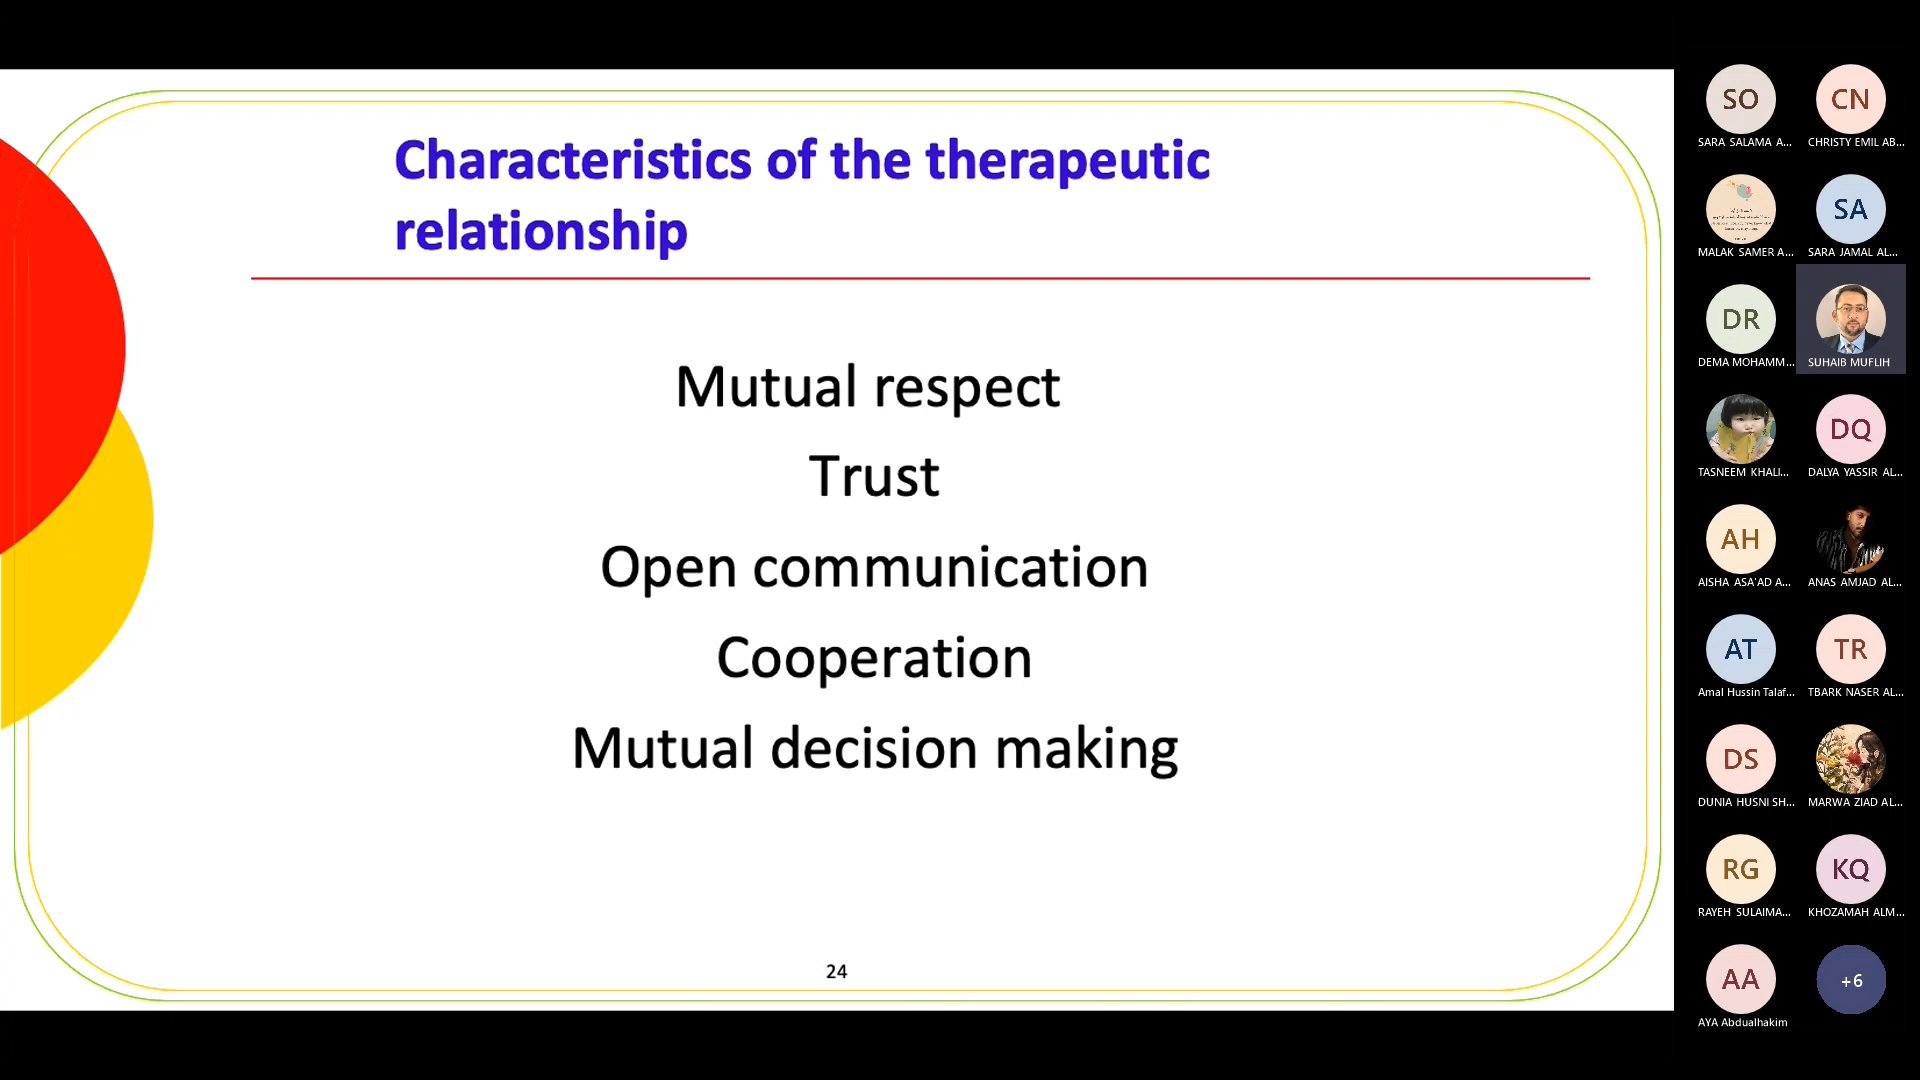 Characteristics of the therapeutic
relationship
Mutual respect
Trust
Open communication
Cooperation
Mutual decision making
24
SO
CN
SARA SALAMA A...
CHRISTY EMIL AB...
SA
MALAK SAMER A...
SARA JAMAL AL...
DR
DEMA MOHAMM...
SUHAIB MUFLIH
DQ
TASNEEM KHALI...
DALYA YASSIR AL...
AH
AISHA ASA'AD A...
ANAS AMJAD AL...
AT
TR
Amal Hussin Talaf...
TBARK NASER AL...
DS
DUNIA HUSNI SH...
MARWA ZIAD AL...
RG
KQ
RAYEH SULAIMA...
KHOZAMAH ALM...
AA
+6
AYA Abdualhakim